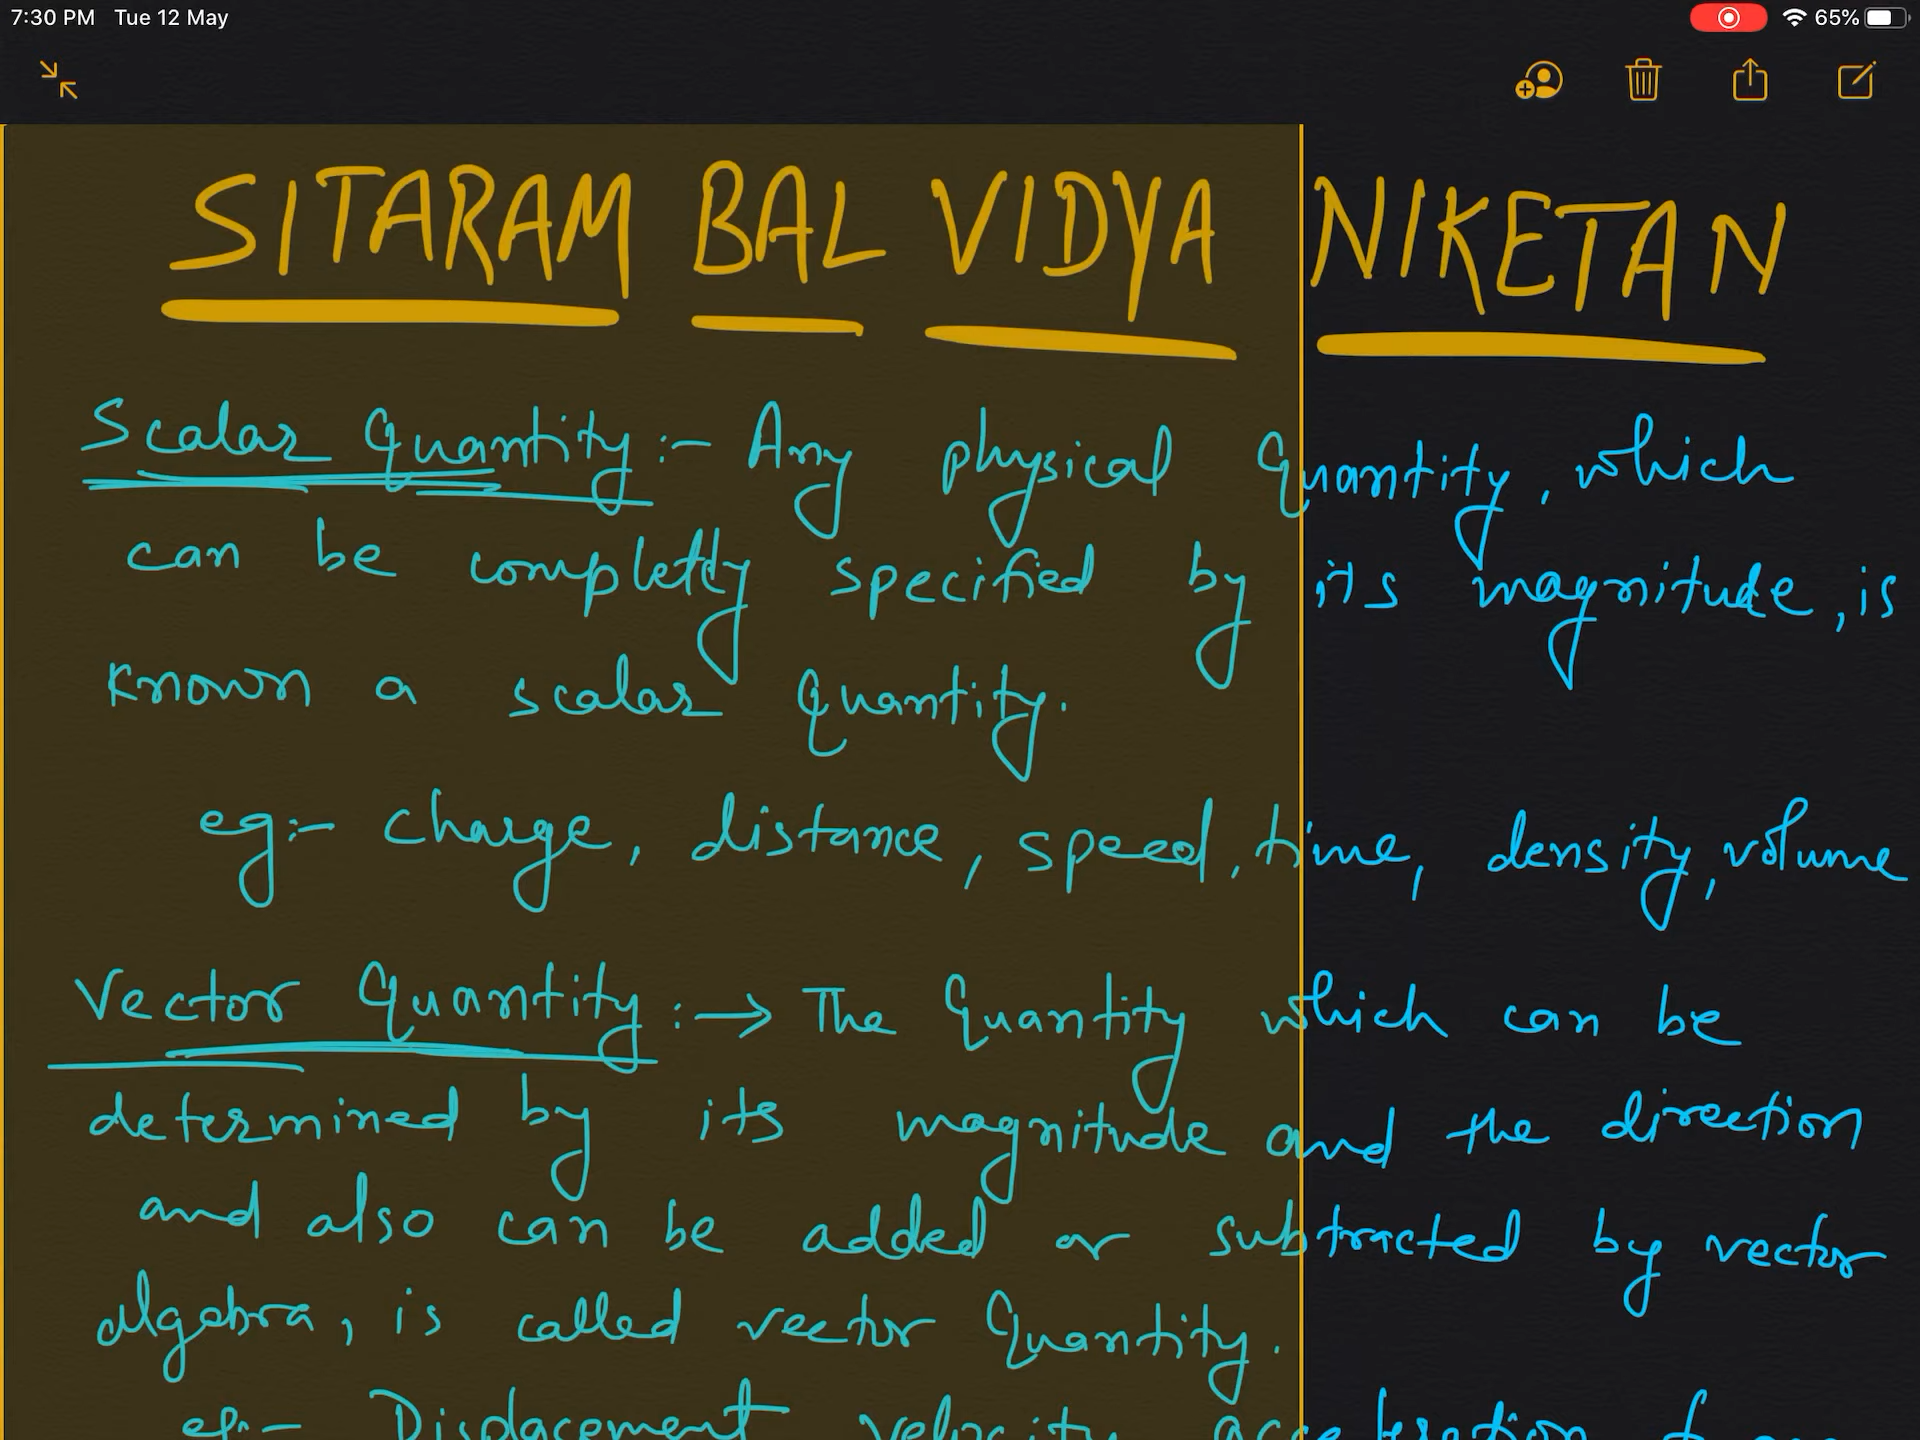 7:30 PM Tue 12 May 65%
SITARAM BAL VIDYA NIKETAN
Scalar Quantity :- Any physical Quantity, which
can be completly specified by its magnitude, is
known a scalar Quantity.
eg:- charge, distance, speed, time, density, volume
Vector Quantity :→ The Quantity which can be
determined by its magnitude and the direction
and also can be added or subtracted by vector
algebra, is called vector Quantity.
Displacement velocity acceleration